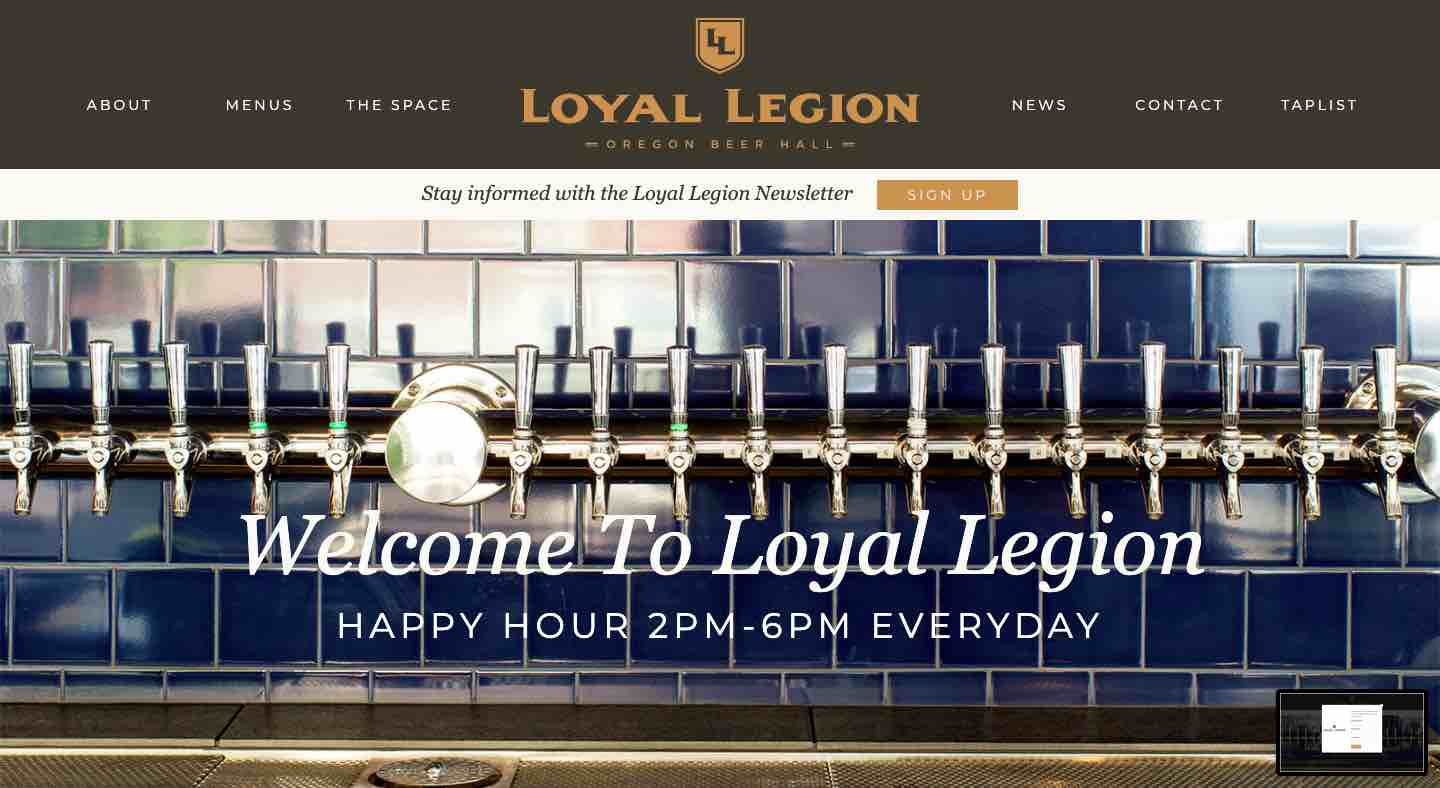 LL
LOYAL LEGION
OREGON BEER HALL
ABOUT
MENUS
THE SPACE
NEWS
CONTACT
TAPLIST
Stay informed with the Loyal Legion Newsletter
SIGN UP
Welcome To Loyal Legion
HAPPY HOUR 2PM-6PM EVERYDAY